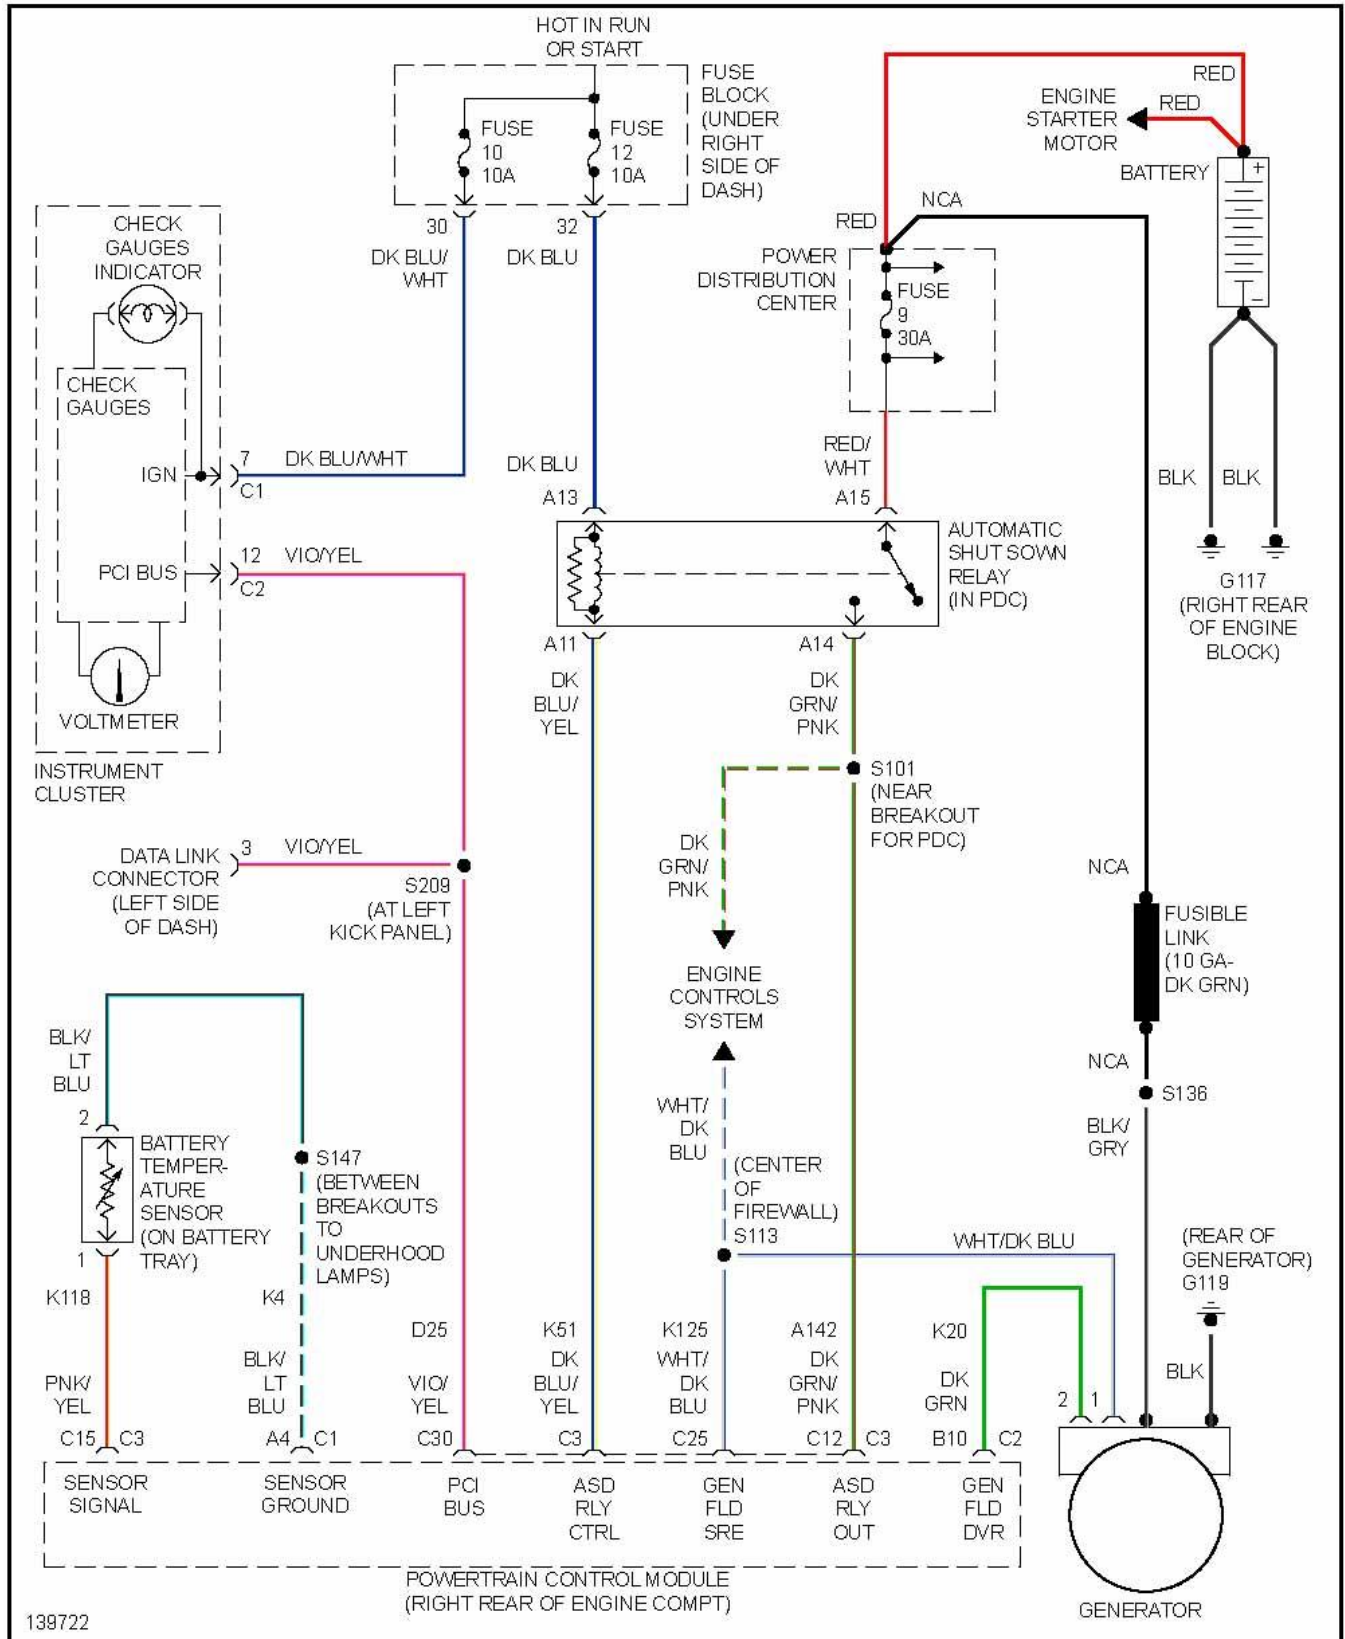 HOT IN RUN
OR START
FUSE
BLOCK
(UNDER
RIGHT
SIDE OF
DASH)
FUSE
10
10A
FUSE
12
10A
30
32
DK BLU/
WHT
DK BLU
RED
ENGINE
STARTER
MOTOR
RED
BATTERY
+
–
NCA
RED
POWER
DISTRIBUTION
CENTER
FUSE
9
30A
CHECK
GAUGES
INDICATOR
CHECK
GAUGES
IGN
7
C1
DK BLU/WHT
DK BLU
A13
RED/
WHT
A15
BLK
BLK
G117
(RIGHT REAR
OF ENGINE
BLOCK)
PCI BUS
12
C2
VIO/YEL
AUTOMATIC
SHUT SOWN
RELAY
(IN PDC)
A11
A14
DK
BLU/
YEL
DK
GRN/
PNK
VOLTMETER
INSTRUMENT
CLUSTER
S101
(NEAR
BREAKOUT
FOR PDC)
DATA LINK
CONNECTOR
(LEFT SIDE
OF DASH)
3
VIO/YEL
S209
(AT LEFT
KICK PANEL)
DK
GRN/
PNK
NCA
FUSIBLE
LINK
(10 GA-
DK GRN)
ENGINE
CONTROLS
SYSTEM
NCA
S136
BLK/
GRY
BLK/
LT
BLU
2
BATTERY
TEMPER-
ATURE
SENSOR
(ON BATTERY
TRAY)
1
S147
(BETWEEN
BREAKOUTS
TO
UNDERHOOD
LAMPS)
WHT/
DK
BLU
(CENTER
OF
FIREWALL)
S113
WHT/DK BLU
(REAR OF
GENERATOR)
G119
K118
K4
D25
K51
K125
A142
K20
PNK/
YEL
BLK/
LT
BLU
VIO/
YEL
DK
BLU/
YEL
WHT/
DK
BLU
DK
GRN/
PNK
DK
GRN
2
1
BLK
C15
C3
A4
C1
C30
C3
C25
C12
C3
B10
C2
SENSOR
SIGNAL
SENSOR
GROUND
PCI
BUS
ASD
RLY
CTRL
GEN
FLD
SRE
ASD
RLY
OUT
GEN
FLD
DVR
POWERTRAIN CONTROL MODULE
(RIGHT REAR OF ENGINE COMPT)
GENERATOR
139722